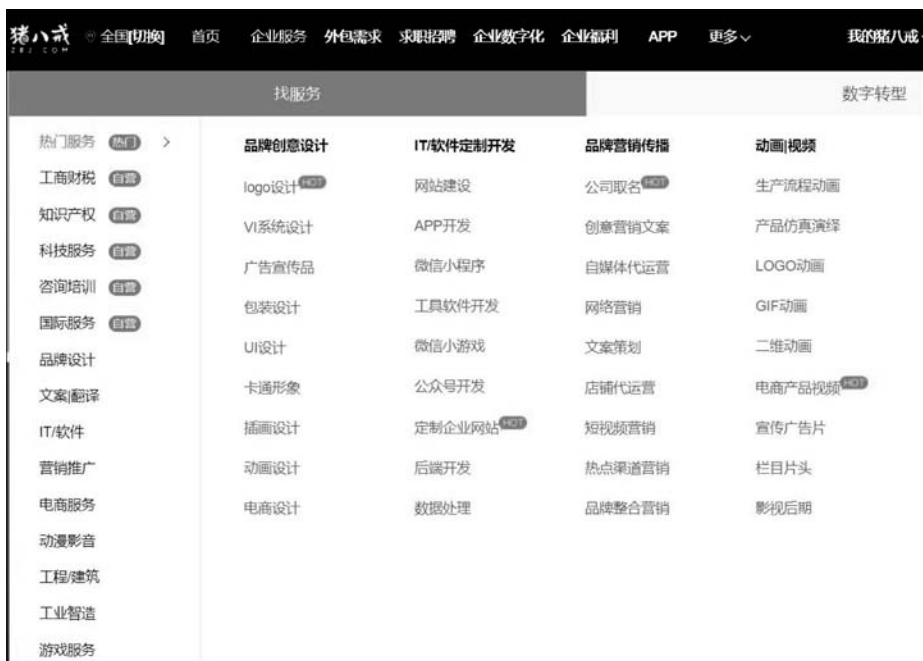 猪八戒 全国[切换] 首页 企业服务 外包需求 求职招聘 企业数字化 企业福利 APP 更多 我的猪八戒
ZBJ.COM
找服务 数字转型
热门服务 热门 品牌创意设计 IT/软件定制开发 品牌营销传播 动画|视频
工商财税 自营 logo设计 HOT 网站建设 公司取名 HOT 生产流程动画
知识产权 自营 VI系统设计 APP开发 创意营销文案 产品仿真演绎
科技服务 自营 广告宣传品 微信小程序 自媒体代运营 LOGO动画
咨询培训 自营 包装设计 工具软件开发 网络营销 GIF动画
国际服务 自营 UI设计 微信小游戏 文案策划 二维动画
品牌设计 卡通形象 公众号开发 店铺代运营 电商产品视频 HOT
文案|翻译 插画设计 定制企业网站 HOT 短视频营销 宣传广告片
IT/软件 动画设计 后端开发 热点渠道营销 栏目片头
营销推广 电商设计 数据处理 品牌整合营销 影视后期
电商服务
动漫影音
工程/建筑
工业智造
游戏服务